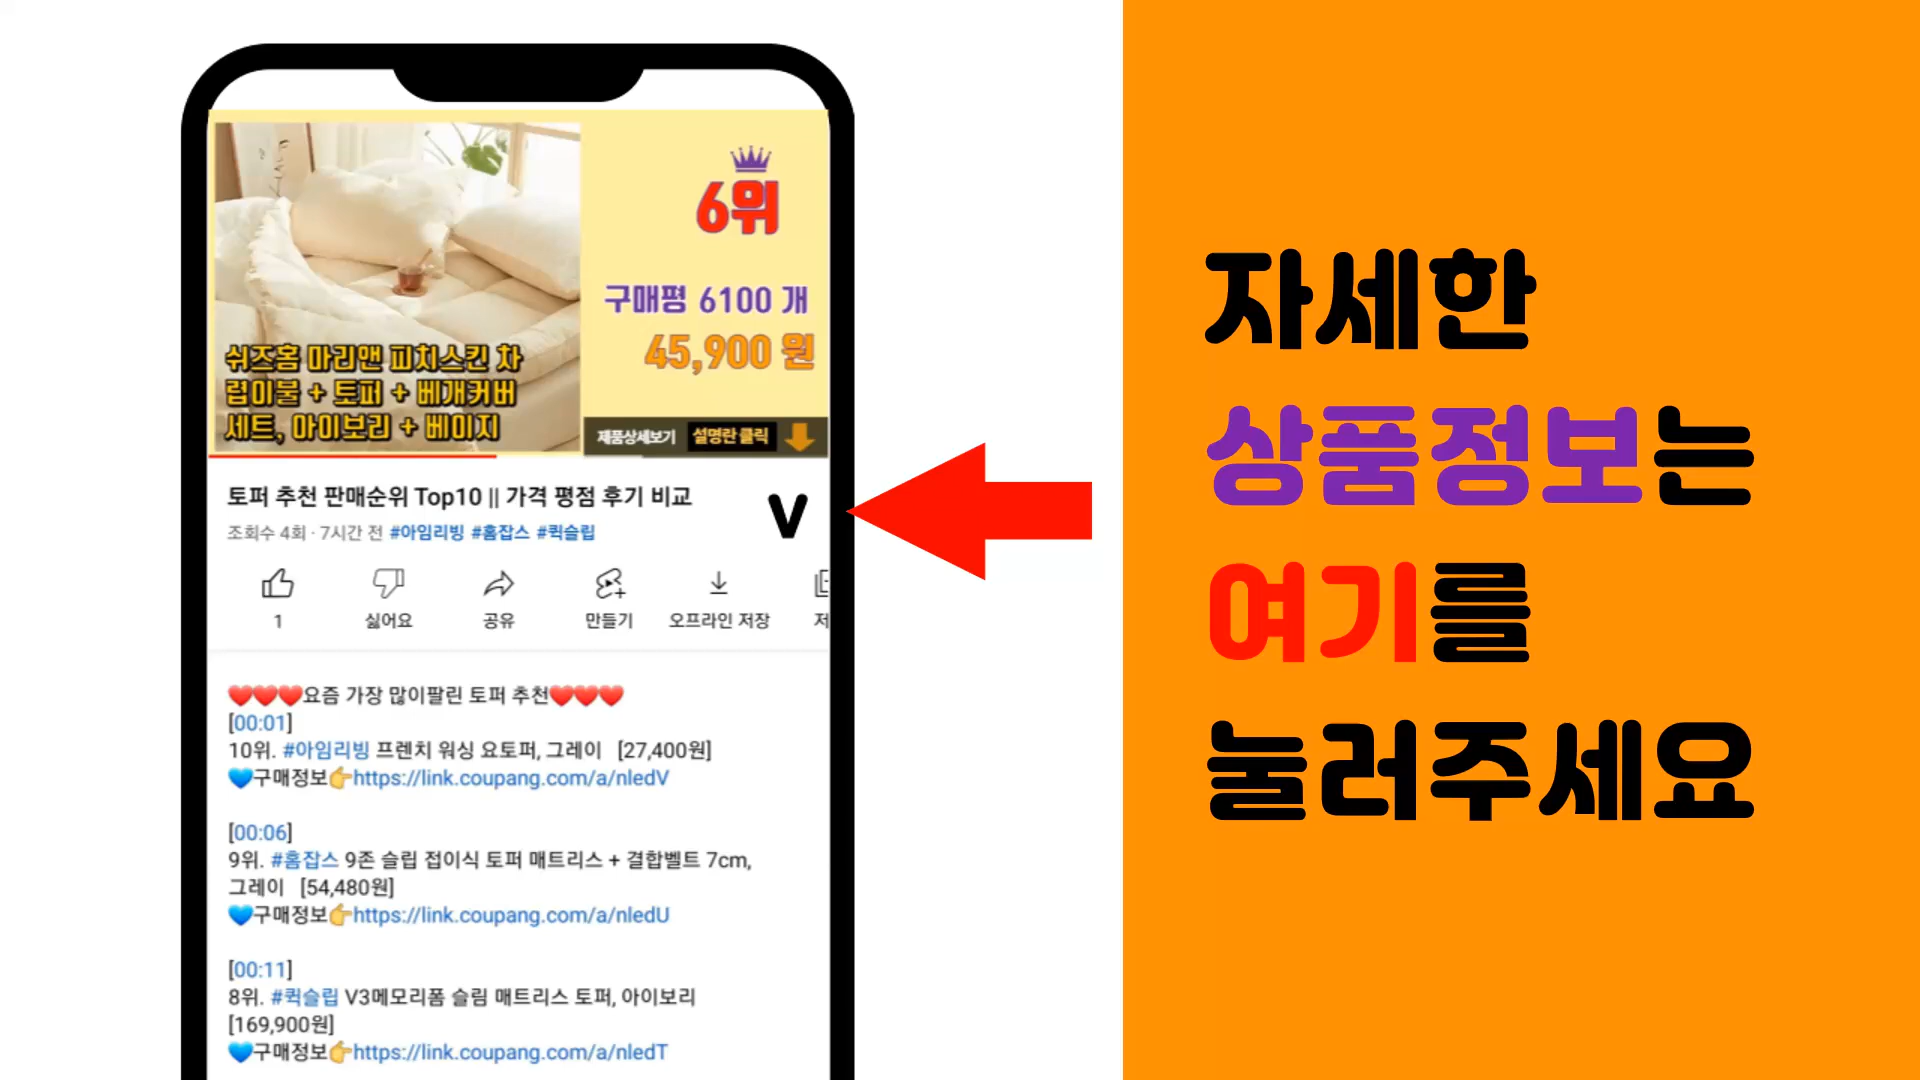 6위
구매평 6100 개
45,900 원
쉬즈홈 마리앤 피치스킨 차
렵이불 + 토퍼 + 베개커버
세트, 아이보리 + 베이지
제품상세보기 설명란 클릭
토퍼 추천 판매순위 Top10 || 가격 평점 후기 비교
V
조회수 4회 · 7시간 전 #아임리빙 #홈잡스 #퀵슬립
1 싫어요 공유 만들기 오프라인 저장 저
❤️❤️❤️요즘 가장 많이팔린 토퍼 추천❤️❤️❤️
[00:01]
10위. #아임리빙 프렌치 워싱 요토퍼, 그레이 [27,400원]
💙구매정보👉https://link.coupang.com/a/nledV
[00:06]
9위. #홈잡스 9존 슬립 접이식 토퍼 매트리스 + 결합벨트 7cm,
그레이 [54,480원]
💙구매정보👉https://link.coupang.com/a/nledU
[00:11]
8위. #퀵슬립 V3메모리폼 슬림 매트리스 토퍼, 아이보리
[169,900원]
💙구매정보👉https://link.coupang.com/a/nledT
자세한
상품정보는
여기를
눌러주세요